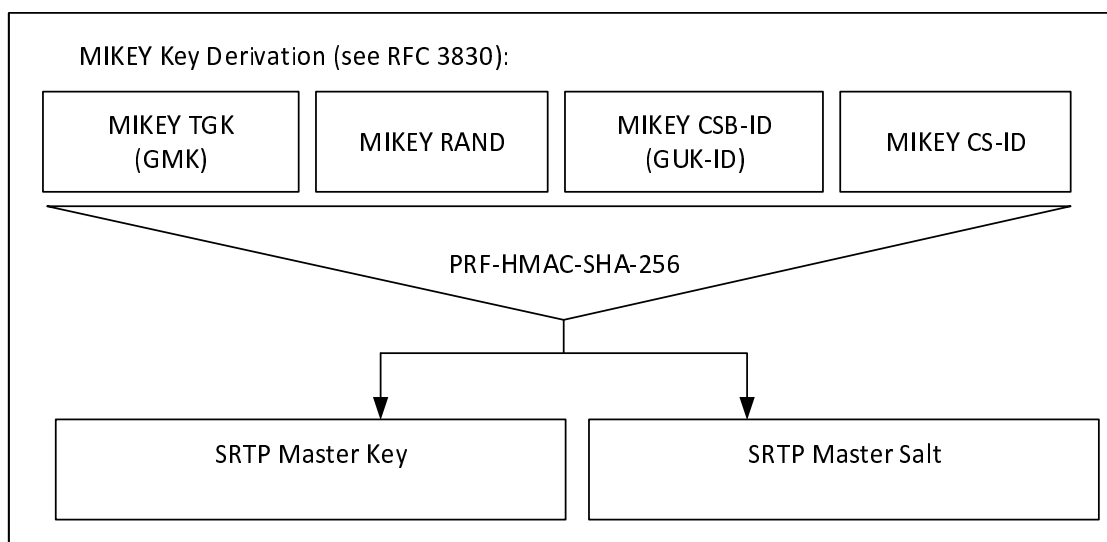 MIKEY Key Derivation (see RFC 3830):
MIKEY TGK
(GMK)
MIKEY RAND
MIKEY CSB-ID
(GUK-ID)
MIKEY CS-ID
PRF-HMAC-SHA-256
SRTP Master Key
SRTP Master Salt